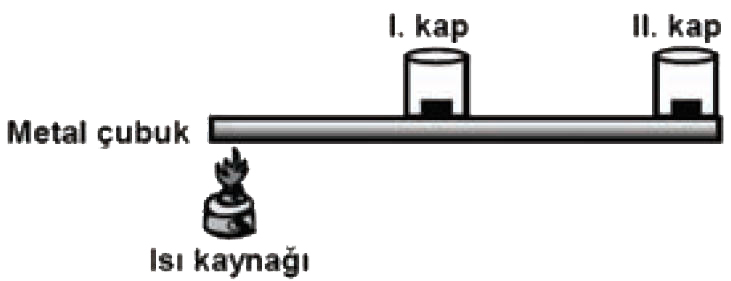 I. kap
II. kap
Metal çubuk
Isı kaynağı